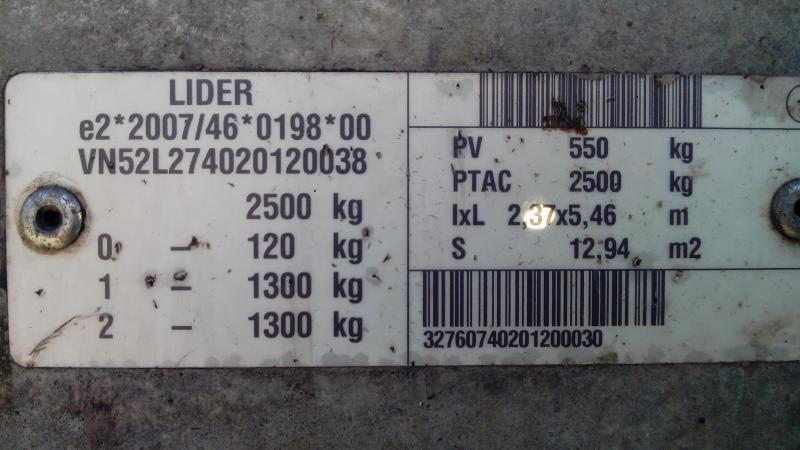 LIDER
e2*2007/46*0198*00
VN52L274020120038
2500 kg
0 – 120 kg
1 – 1300 kg
2 – 1300 kg
PV 550 kg
PTAC 2500 kg
lxL 2,37x5,46 m
S 12,94 m2
32760740201200030